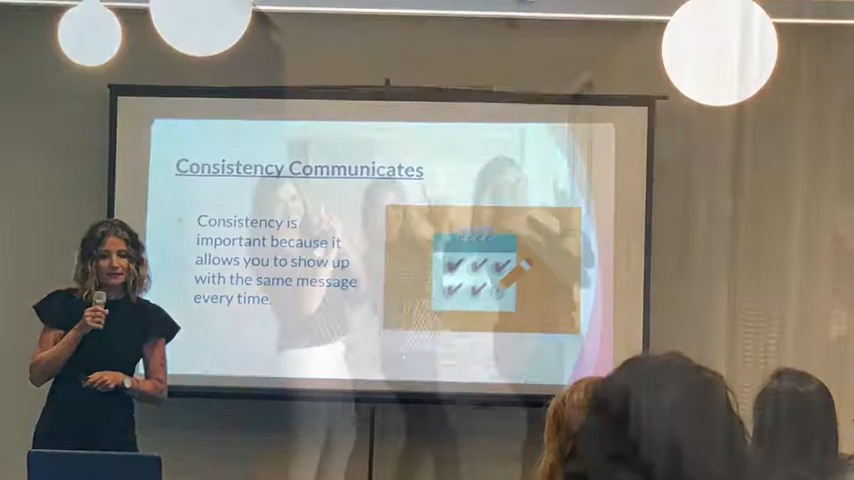 Consistency Communicates
Consistency is
important because it
allows you to show up
with the same message
every time.